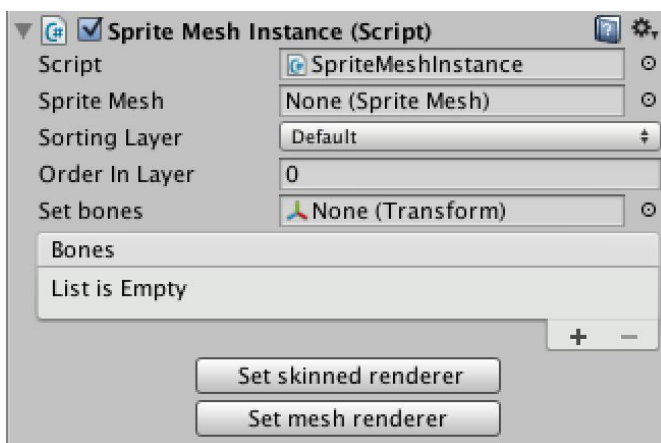 Sprite Mesh Instance (Script)
Script SpriteMeshInstance
Sprite Mesh None (Sprite Mesh)
Sorting Layer Default
Order In Layer 0
Set bones None (Transform)
Bones
List is Empty
+ −
Set skinned renderer
Set mesh renderer